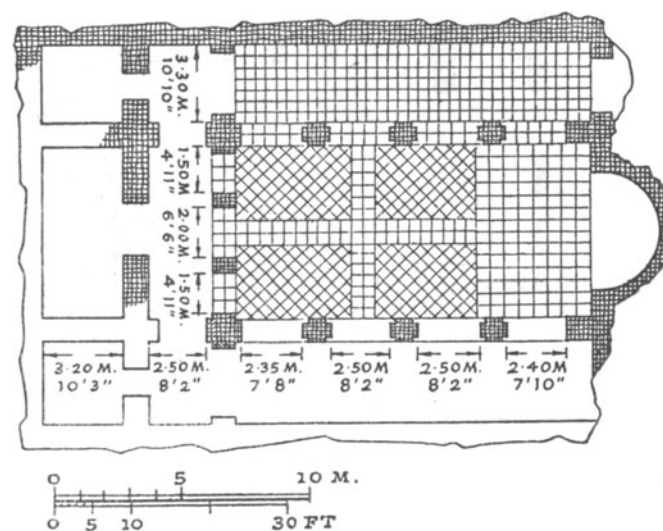 3·30 M.
10'10"
1·50 M.
4'11"
2·00 M.
6'6"
1·50 M.
4'11"
3·20 M. 2·50 M. 2·35 M. 2·50 M. 2·50 M. 2·40 M.
10'3" 8'2" 7'8" 8'2" 8'2" 7'10"
0 5 10 M.
0 5 10 30 FT